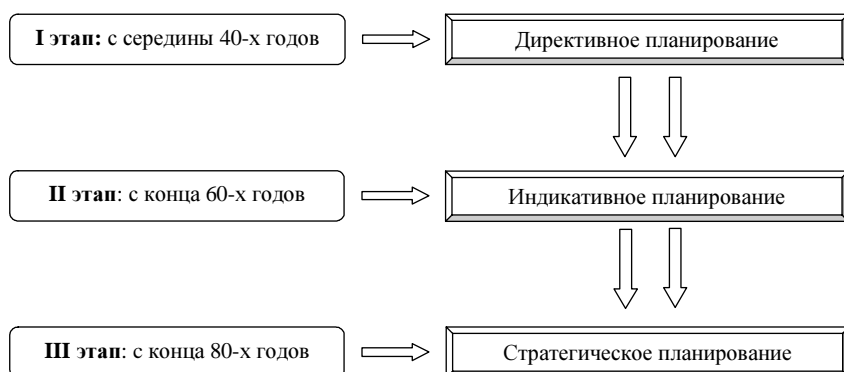 I этап: с середины 40-х годов
Директивное планирование
II этап: с конца 60-х годов
Индикативное планирование
III этап: с конца 80-х годов
Стратегическое планирование